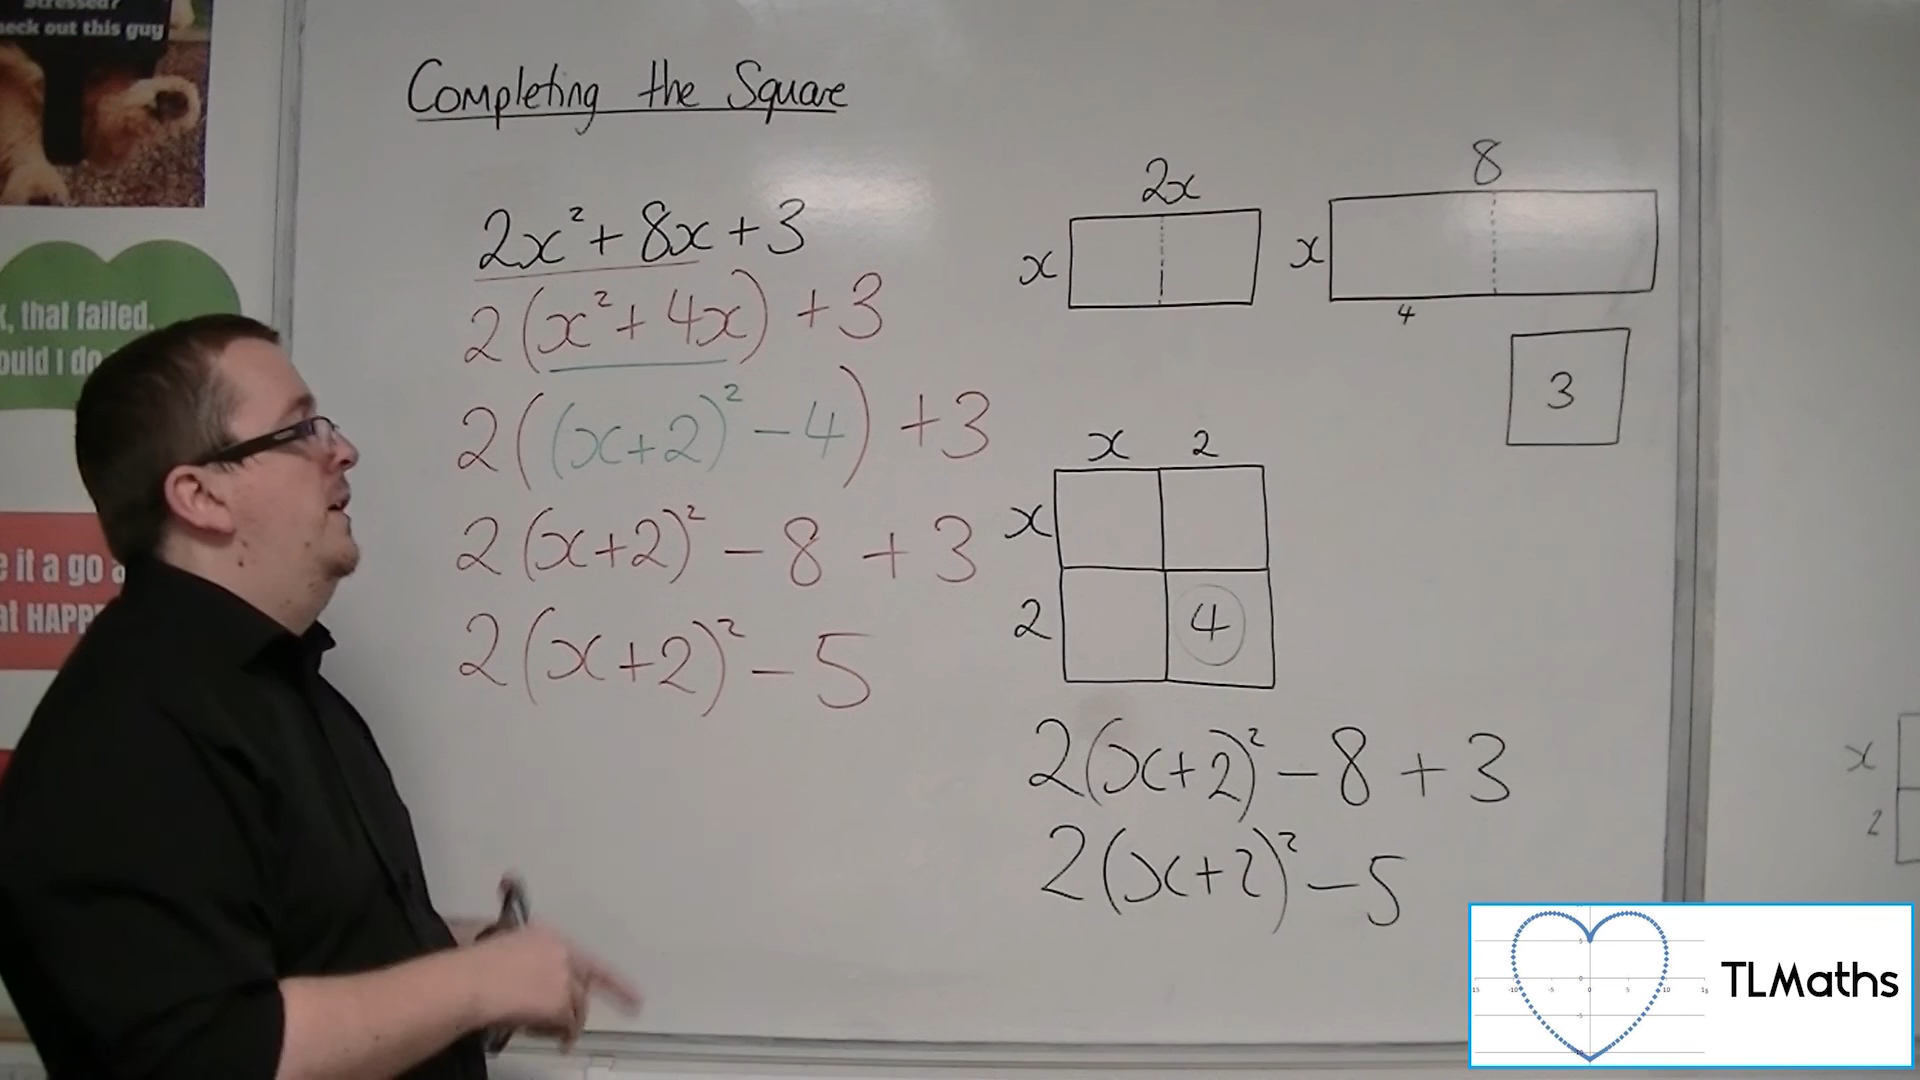 stressed?
eck out this guy
, that failed.
ould I do
e it a go a
at HAPP
Completing the Square
2x² + 8x + 3
2(x² + 4x) + 3
2((x+2)² - 4) + 3
2(x+2)² - 8 + 3
2(x+2)² - 5
2x
x
8
x
4
3
x 2
x
2
4
2(x+2)² - 8 + 3
2(x+2)² - 5
x
2
TLMaths